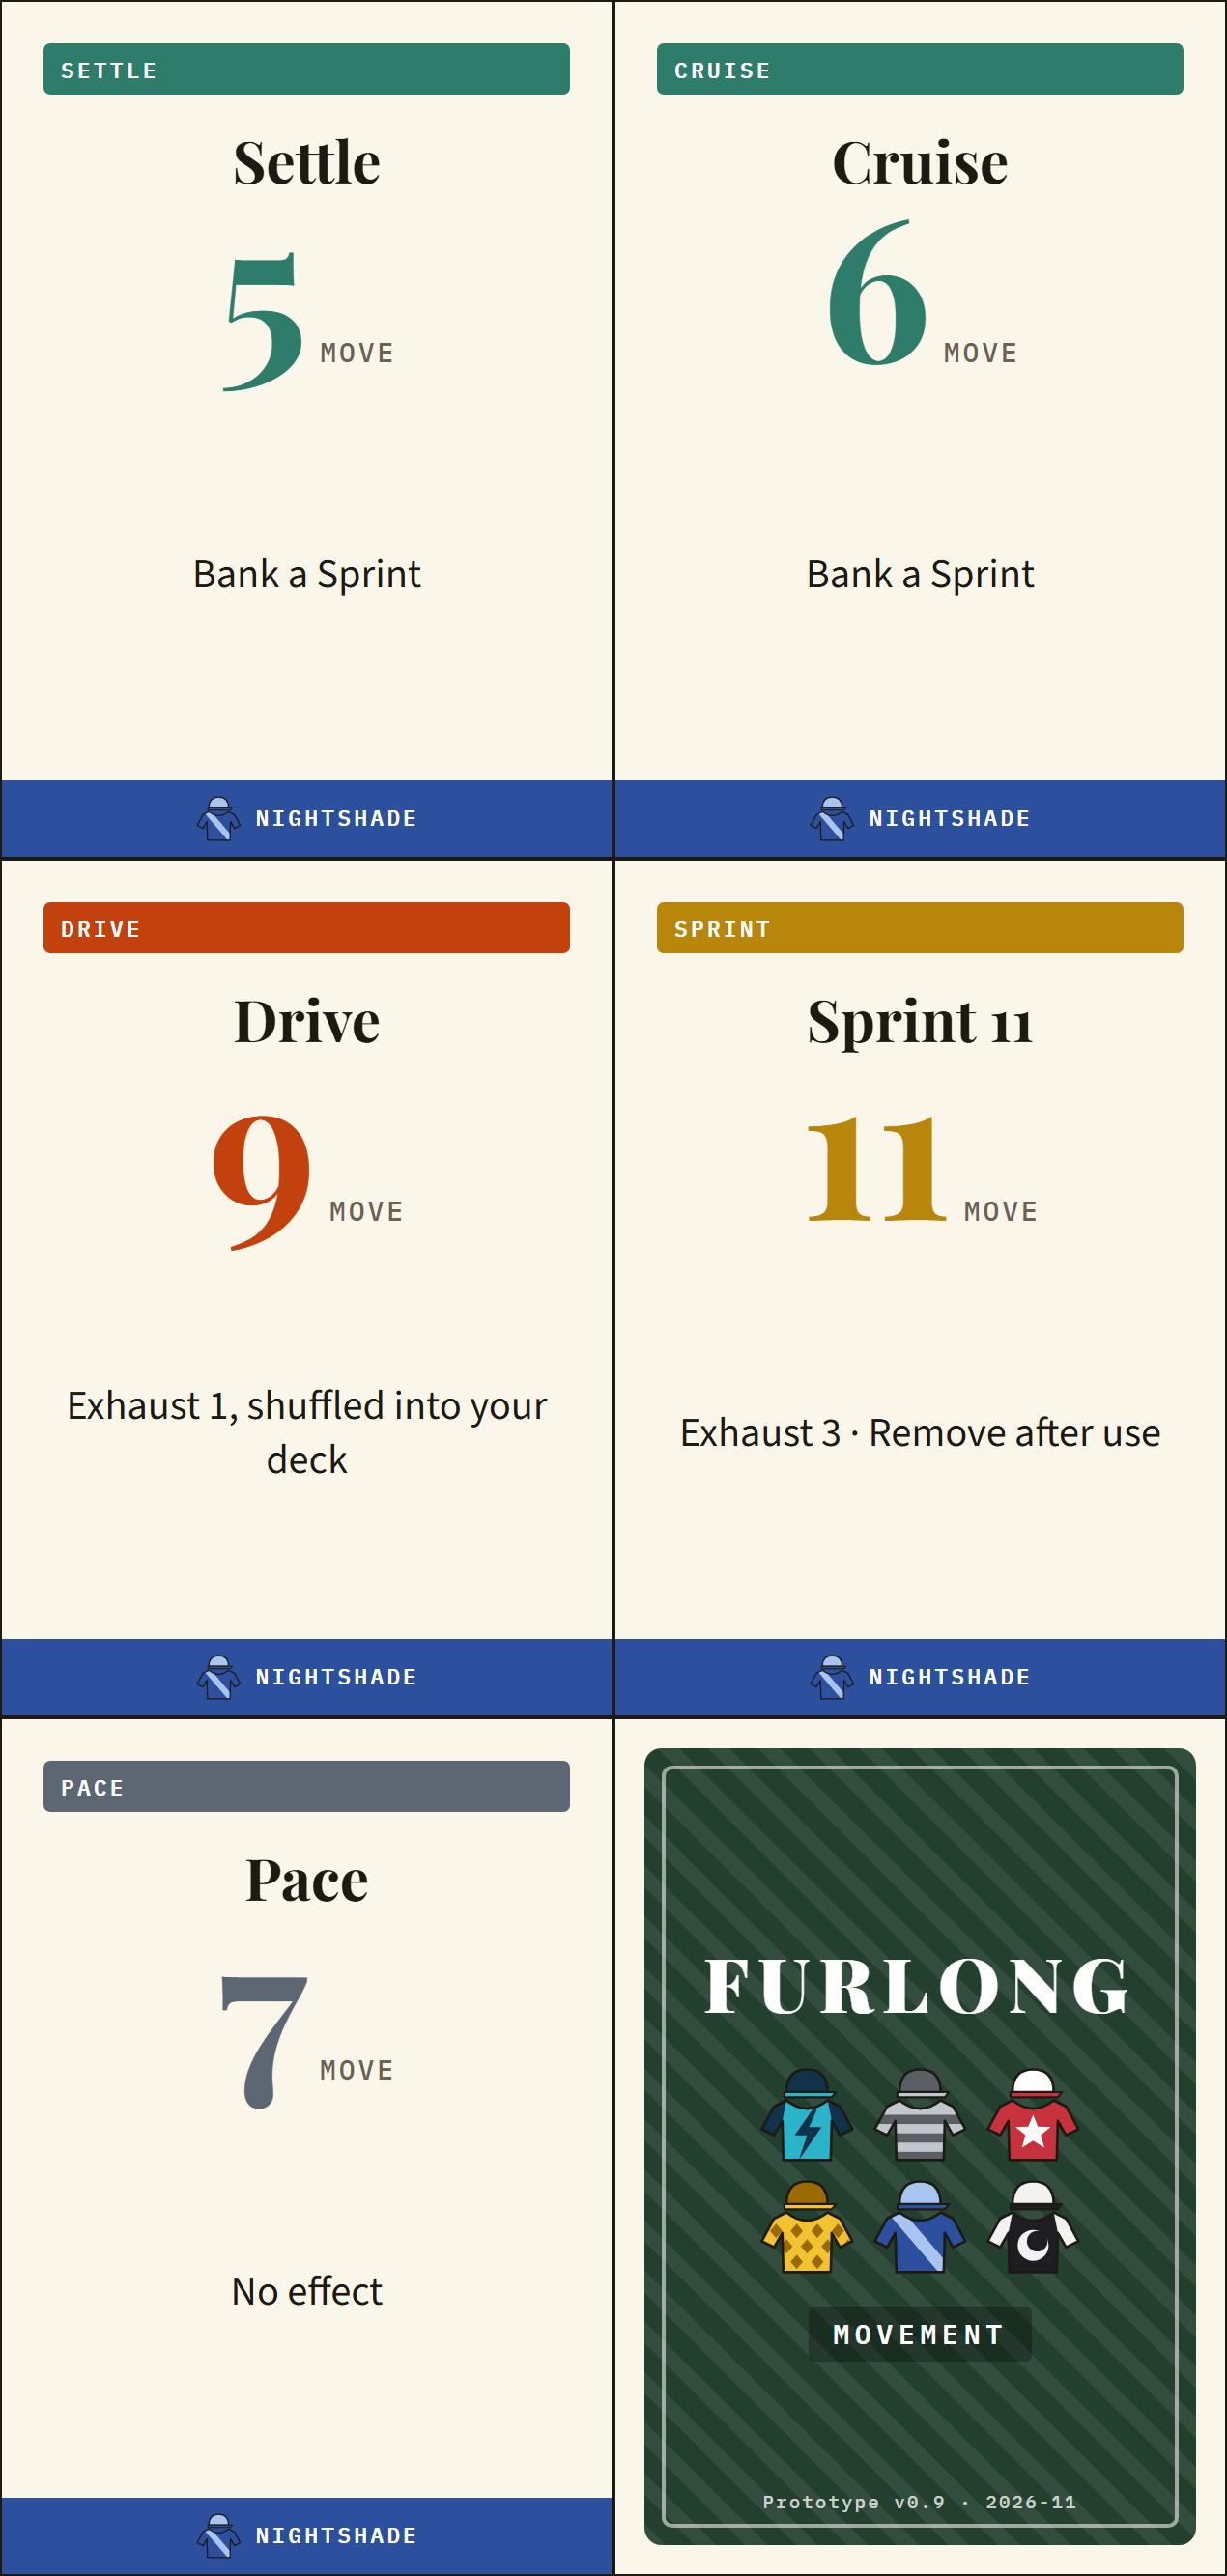 SETTLE
Settle
5 MOVE
Bank a Sprint
NIGHTSHADE
CRUISE
Cruise
6 MOVE
Bank a Sprint
NIGHTSHADE
DRIVE
Drive
9 MOVE
Exhaust 1, shuffled into your
deck
NIGHTSHADE
SPRINT
Sprint 11
11 MOVE
Exhaust 3 · Remove after use
NIGHTSHADE
PACE
Pace
7 MOVE
No effect
NIGHTSHADE
FURLONG
MOVEMENT
Prototype v0.9 · 2026-11